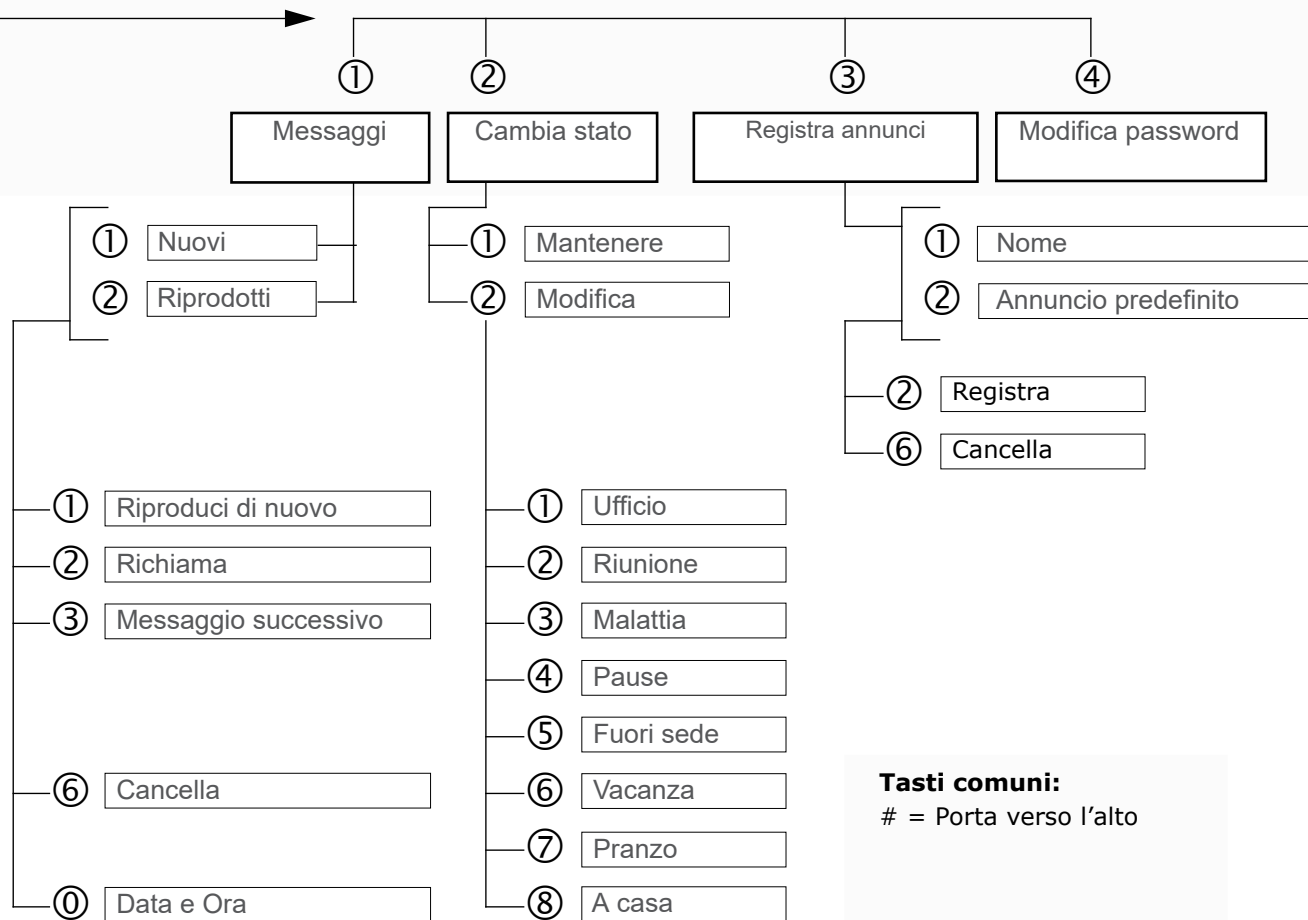 ① ② ③ ④
Messaggi
Cambia stato
Registra annunci
Modifica password
① Nuovi
② Riprodotti
① Riproduci di nuovo
② Richiama
③ Messaggio successivo
⑥ Cancella
⓪ Data e Ora
① Mantenere
② Modifica
① Ufficio
② Riunione
③ Malattia
④ Pause
⑤ Fuori sede
⑥ Vacanza
⑦ Pranzo
⑧ A casa
① Nome
② Annuncio predefinito
② Registra
⑥ Cancella
Tasti comuni:
# = Porta verso l’alto